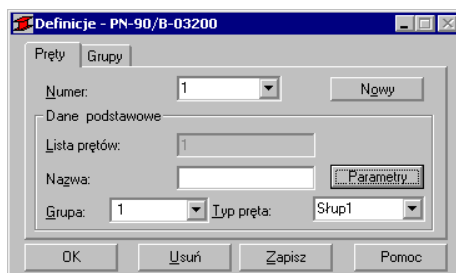 Definicje - PN-90/B-03200
Pręty Grupy
Numer: 1 Nowy
Dane podstawowe
Lista prętów: 1
Nazwa: Parametry
Grupa: 1 Typ pręta: Słup1
OK Usuń Zapisz Pomoc